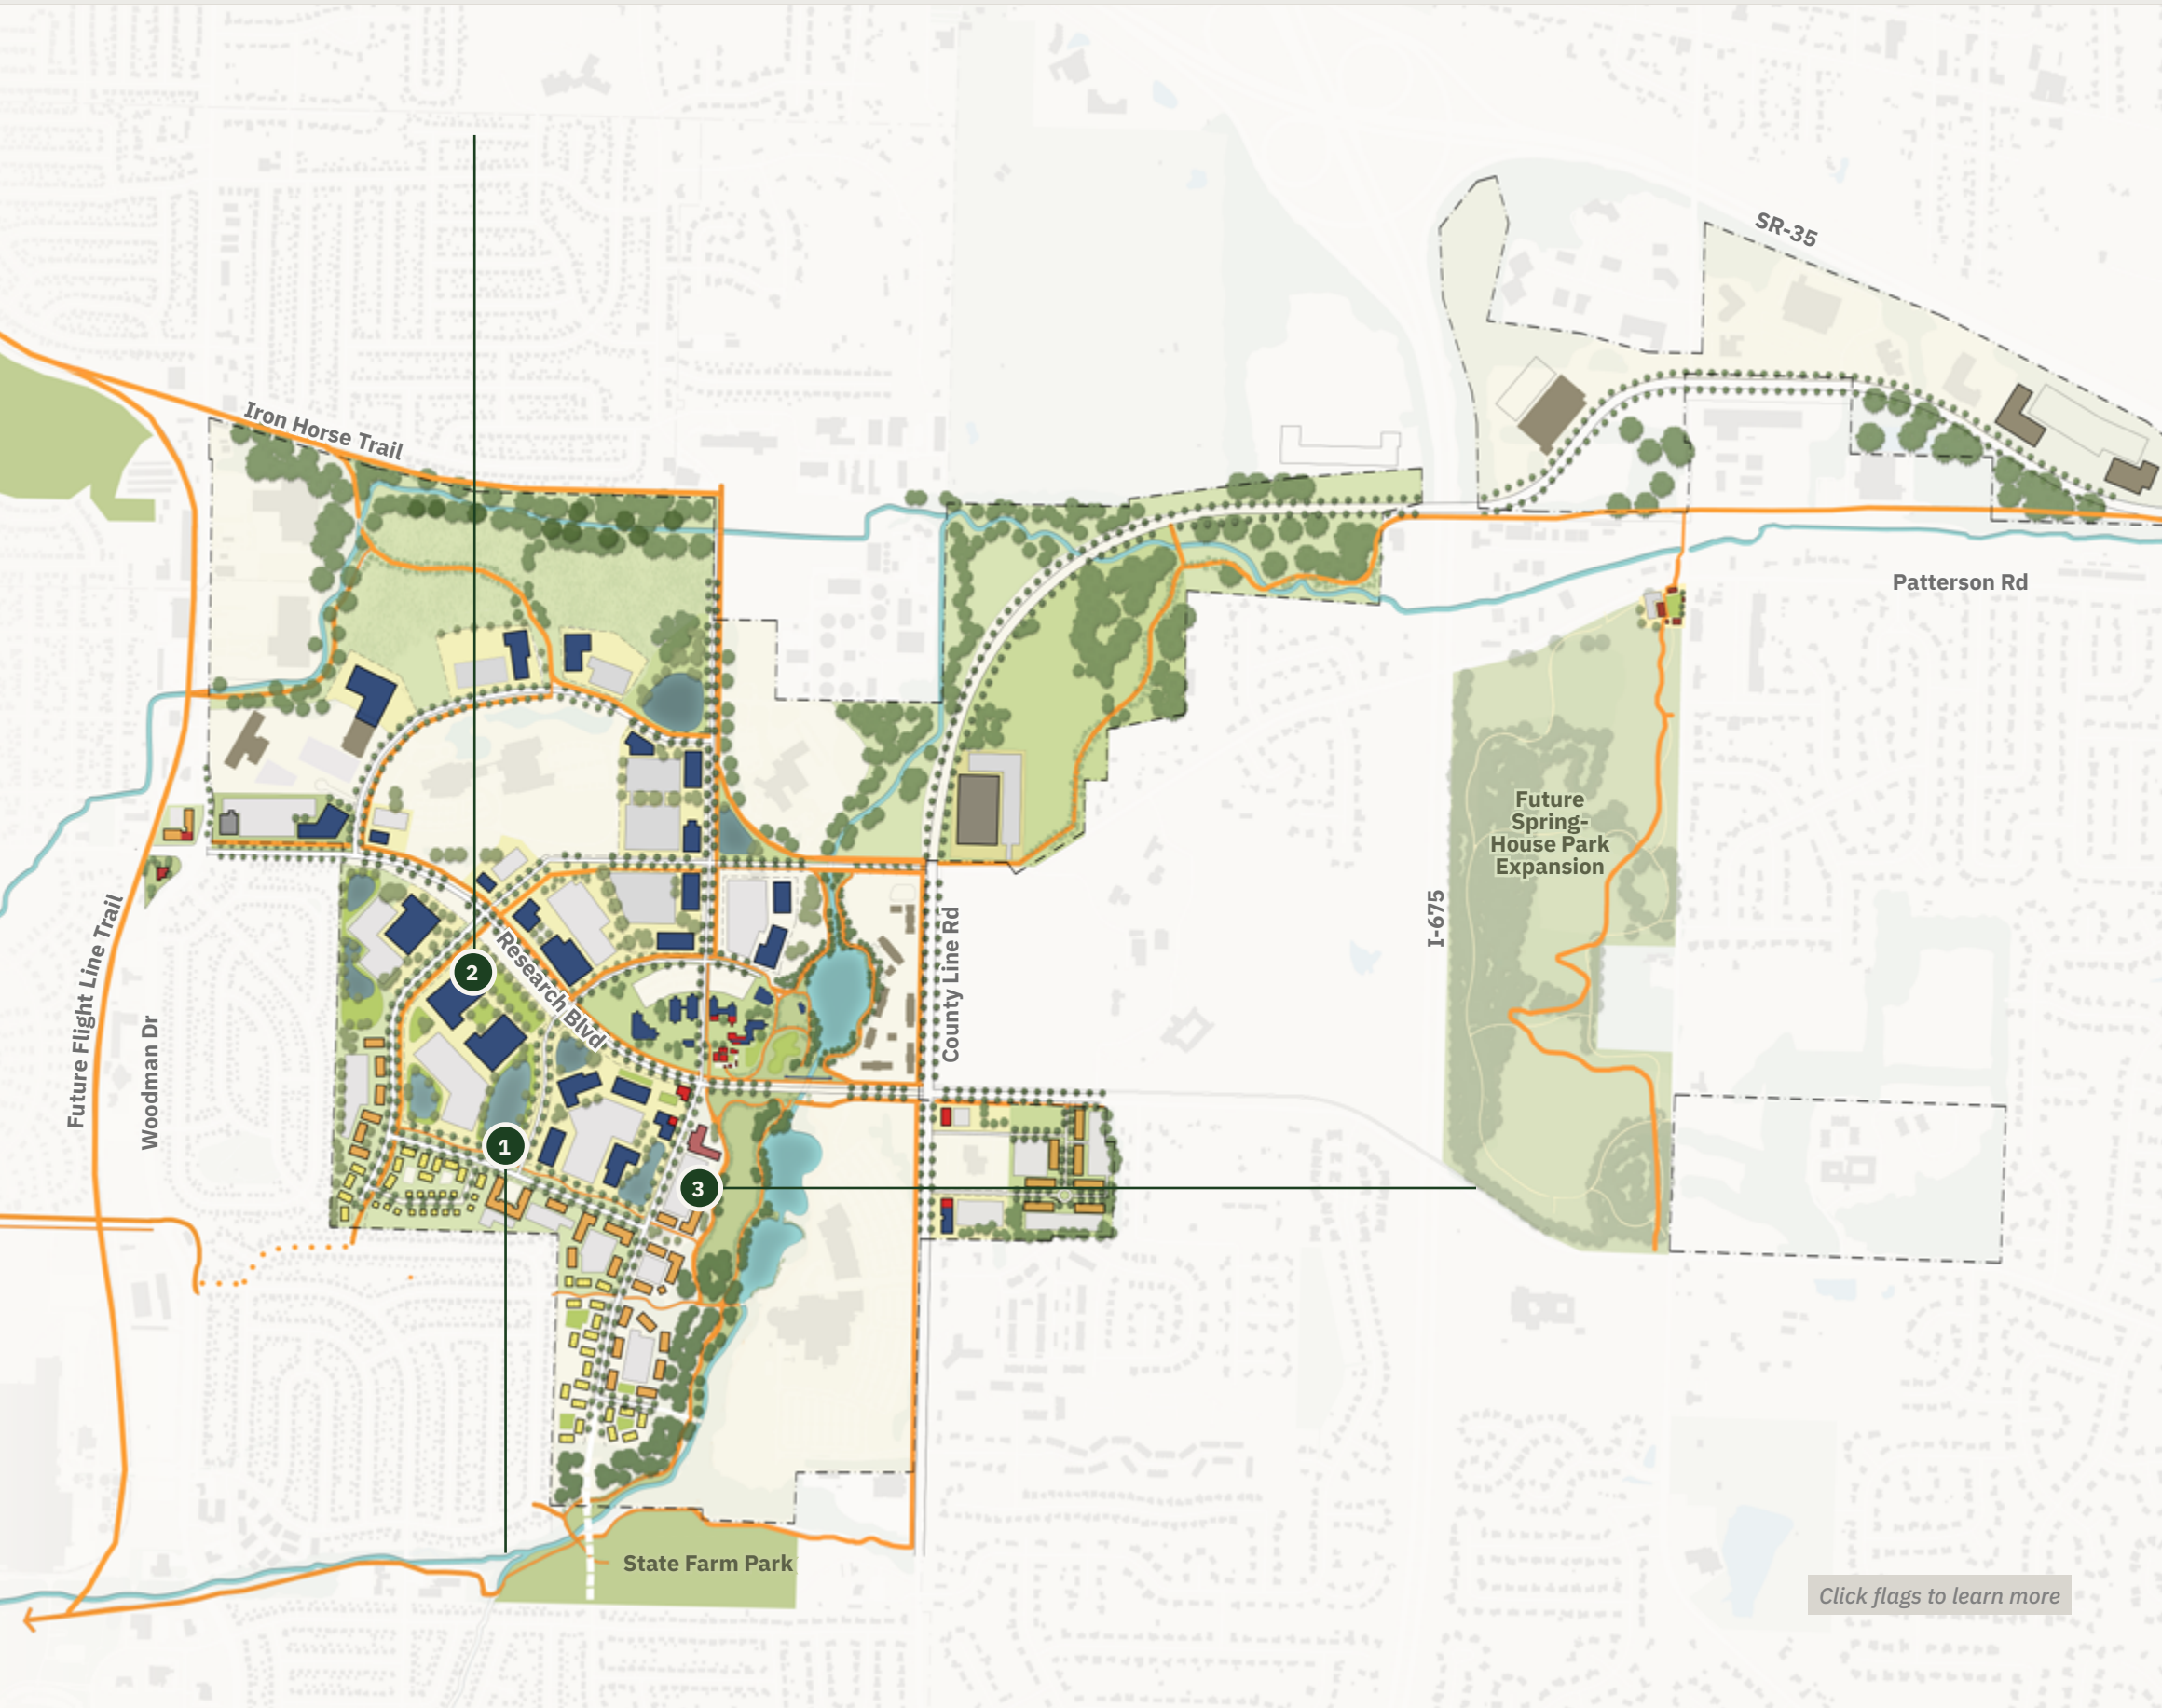 SR-35
Iron Horse Trail
Patterson Rd
Future
Spring-
House Park
Expansion
I-675
Future Flight Line Trail
Woodman Dr
Research Blvd
County Line Rd
2
1
3
State Farm Park
Click flags to learn more